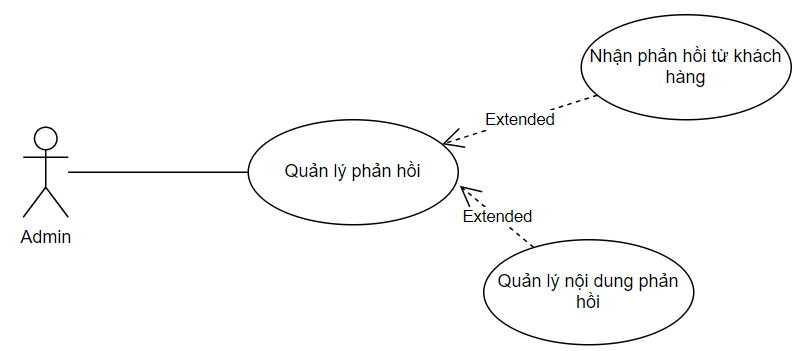 Nhận phản hồi từ khách
hàng
Extended
Quản lý phản hồi
Extended
Admin
Quản lý nội dung phản
hồi